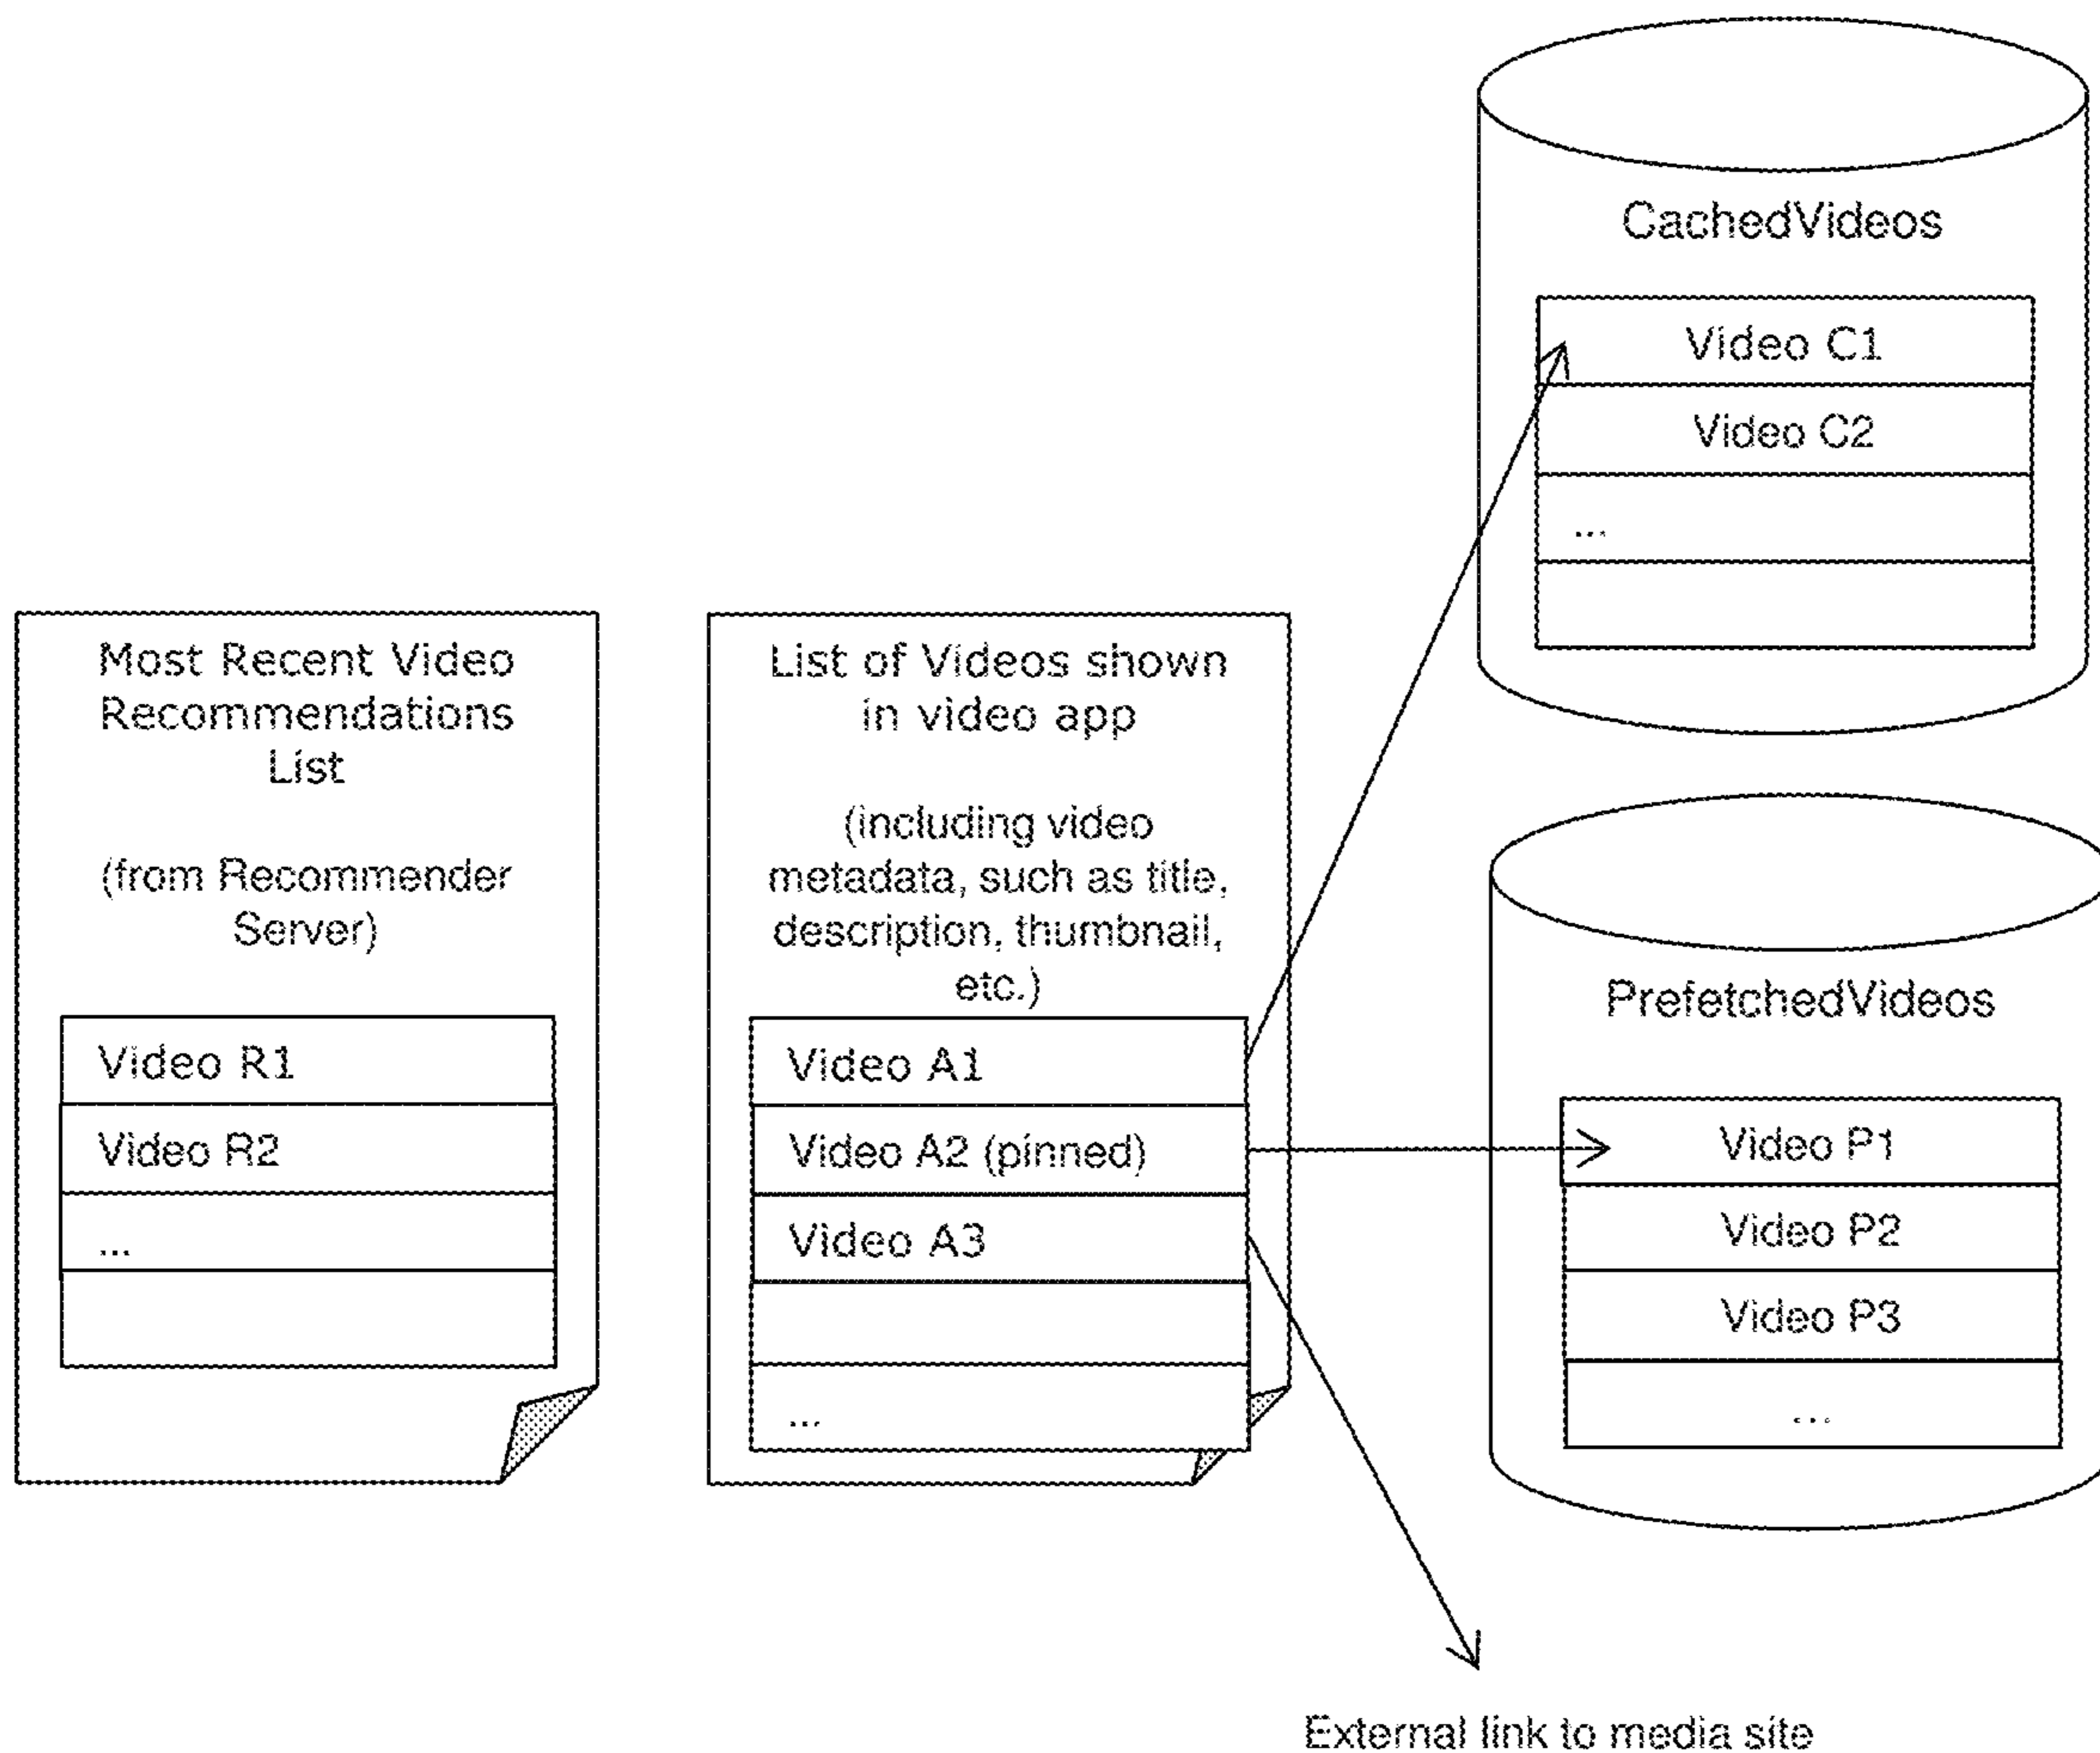 Most Recent Video
Recommendations
List
(from Recommender
Server)
Video R1
Video R2
...
List of Videos shown
in video app
(including video
metadata, such as title,
description, thumbnail,
etc.)
Video A1
Video A2 (pinned)
Video A3
...
CachedVideos
Video C1
Video C2
...
PrefetchedVideos
Video P1
Video P2
Video P3
...
External link to media site